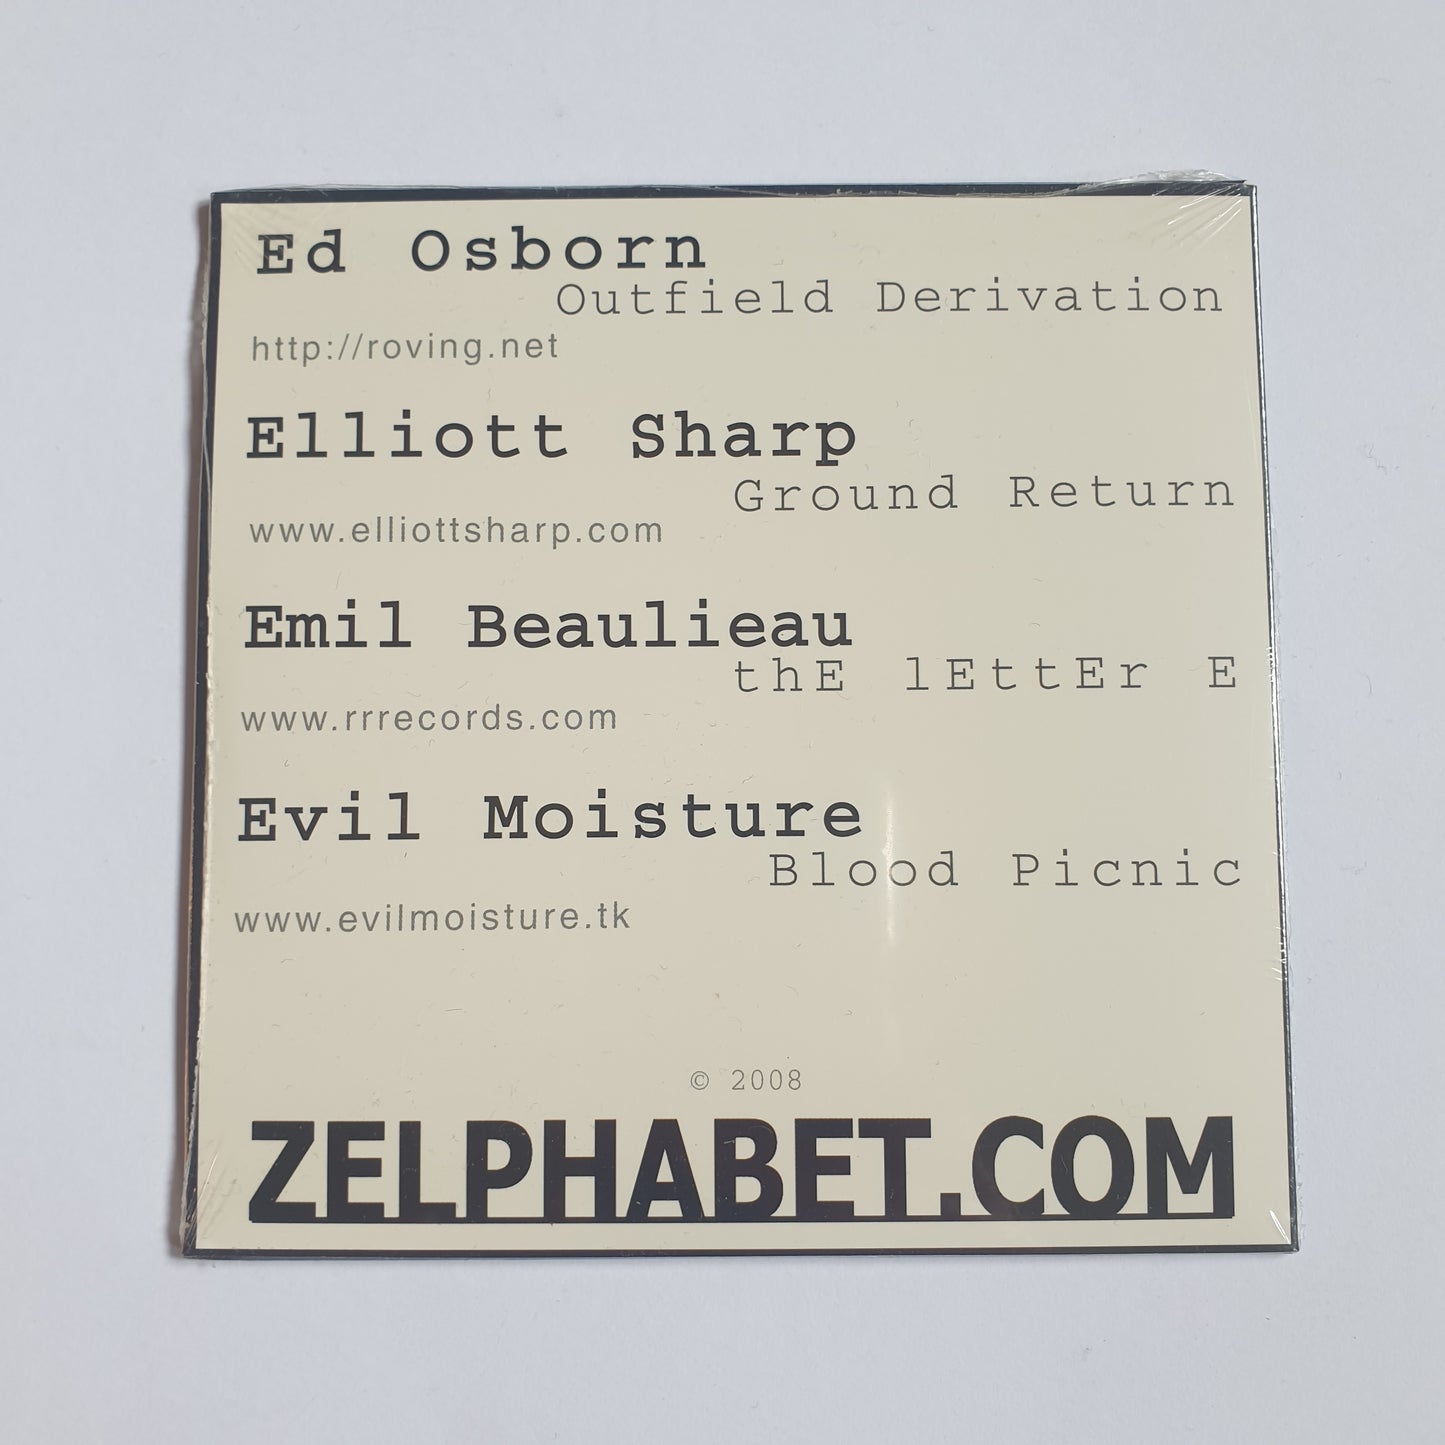 Ed Osborn
Outfield Derivation
http://roving.net
Elliott Sharp
Ground Return
www.elliottsharp.com
Emil Beaulieau
thE lEttEr E
www.rrrecords.com
Evil Moisture
Blood Picnic
www.evilmoisture.tk
© 2008
ZELPHABET.COM